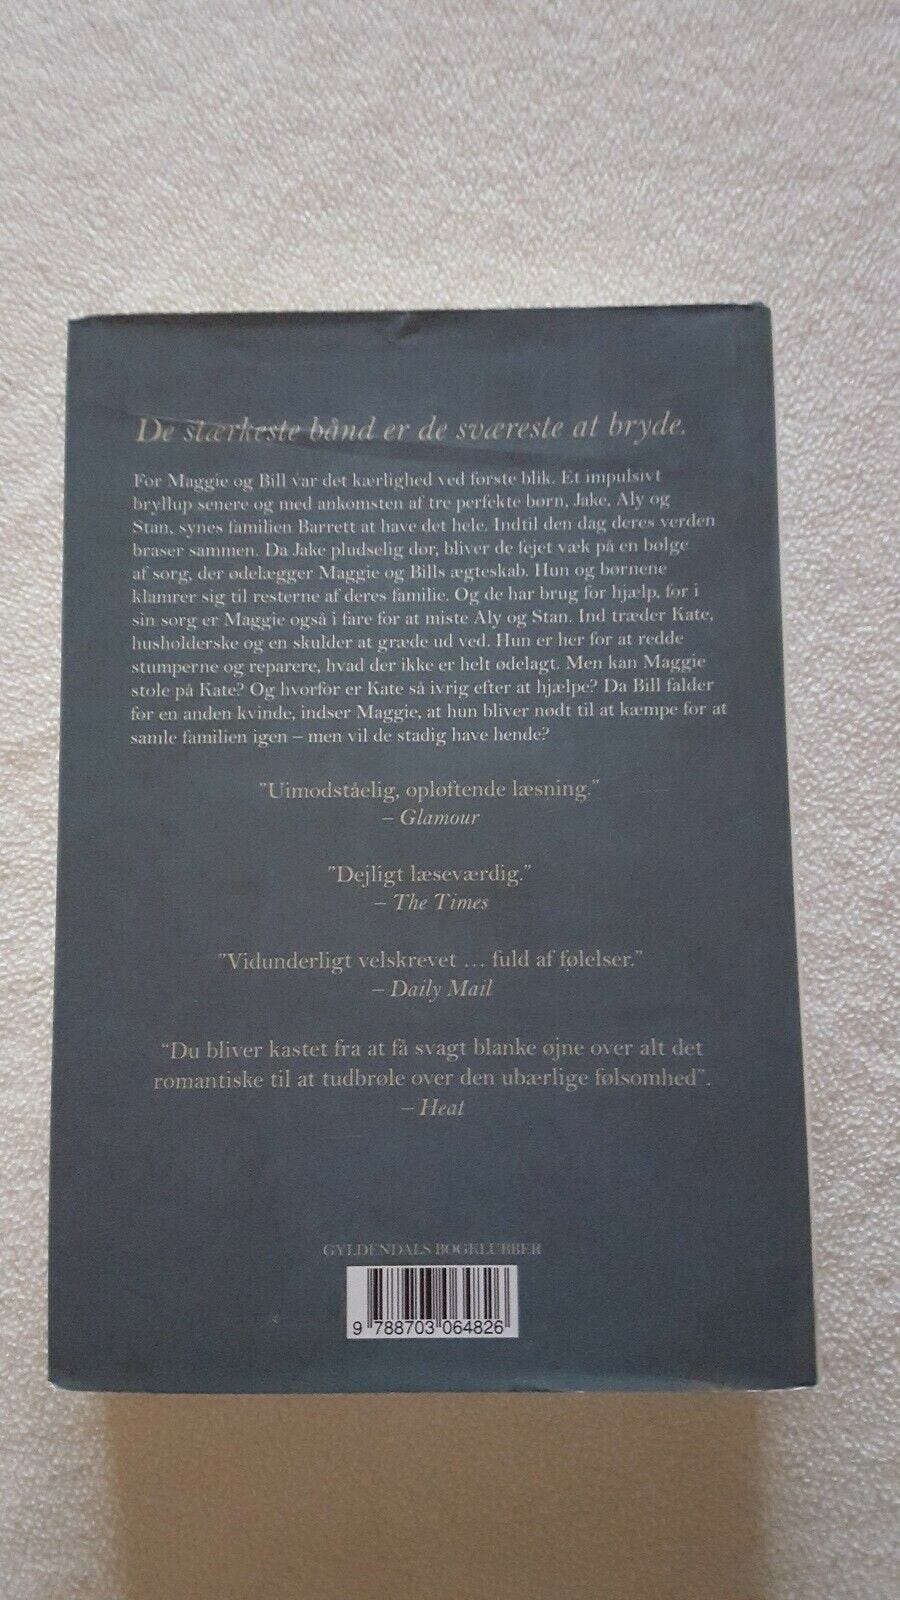 De stærkeste bånd er de sværeste at bryde.
For Maggie og Bill var det kærlighed ved første blik. Et impulsivt
bryllup senere og med ankomsten af tre perfekte børn, Jake, Aly og
Stan, synes familien Barrett at have det hele. Indtil den dag deres verden
braser sammen. Da Jake pludselig dør, bliver de fejet væk på en bølge
af sorg, der ødelægger Maggie og Bills ægteskab. Hun og børnene
klamrer sig til resterne af deres familie. Og de har brug for hjælp, for i
sin sorg er Maggie også i fare for at miste Aly og Stan. Ind træder Kate,
husholderske og en skulder at græde ud ved. Hun er her for at redde
stumperne og reparere, hvad der ikke er helt ødelagt. Men kan Maggie
stole på Kate? Og hvorfor er Kate så ivrig efter at hjælpe? Da Bill falder
for en anden kvinde, indser Maggie, at hun bliver nødt til at kæmpe for at
samle familien igen – men vil de stadig have hende?
"Uimodståelig, opløftende læsning."
– Glamour
"Dejligt læseværdig."
– The Times
"Vidunderligt velskrevet ... fuld af følelser."
– Daily Mail
"Du bliver kastet fra at få svagt blanke øjne over alt det
romantiske til at tudbrøle over den ubærlige følsomhed".
– Heat
GYLDENDALS BOGKLUBBER
9 788703 064826